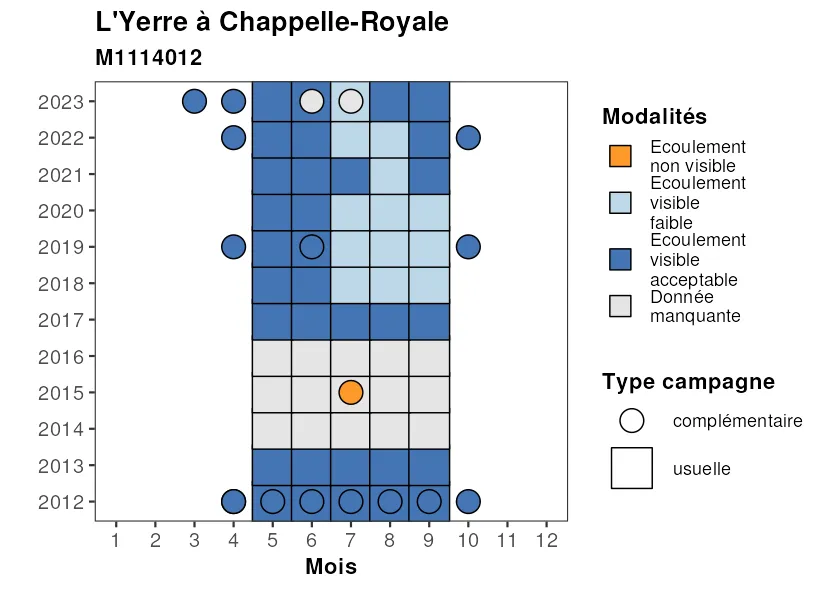 L'Yerre à Chappelle-Royale
M1114012
2023
2022
2021
2020
2019
2018
2017
2016
2015
2014
2013
2012
1 2 3 4 5 6 7 8 9 10 11 12
Mois
Modalités
Ecoulement
non visible
Ecoulement
visible
faible
Ecoulement
visible
acceptable
Donnée
manquante
Type campagne
complémentaire
usuelle